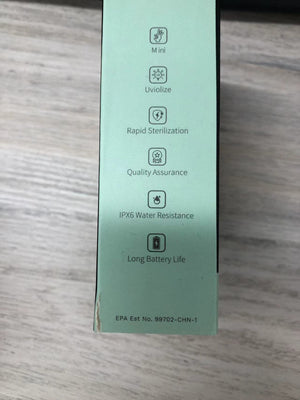 Mini
Uviolize
Rapid Sterilization
Quality Assurance
IPX6 Water Resistance
Long Battery Life
EPA Est No. 99702-CHN-1